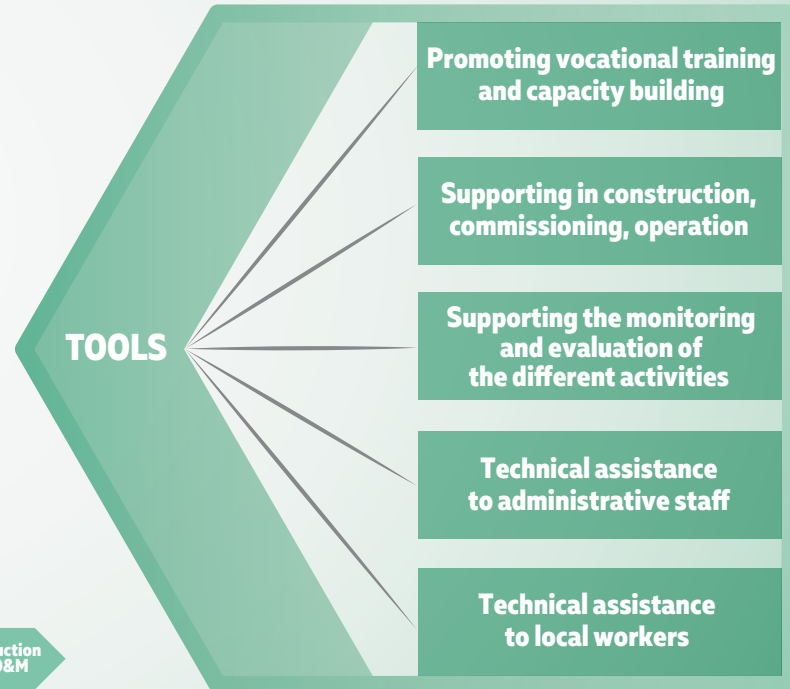 Promoting vocational training
and capacity building
Supporting in construction,
commissioning, operation
TOOLS
Supporting the monitoring
and evaluation of
the different activities
Technical assistance
to administrative staff
Technical assistance
to local workers